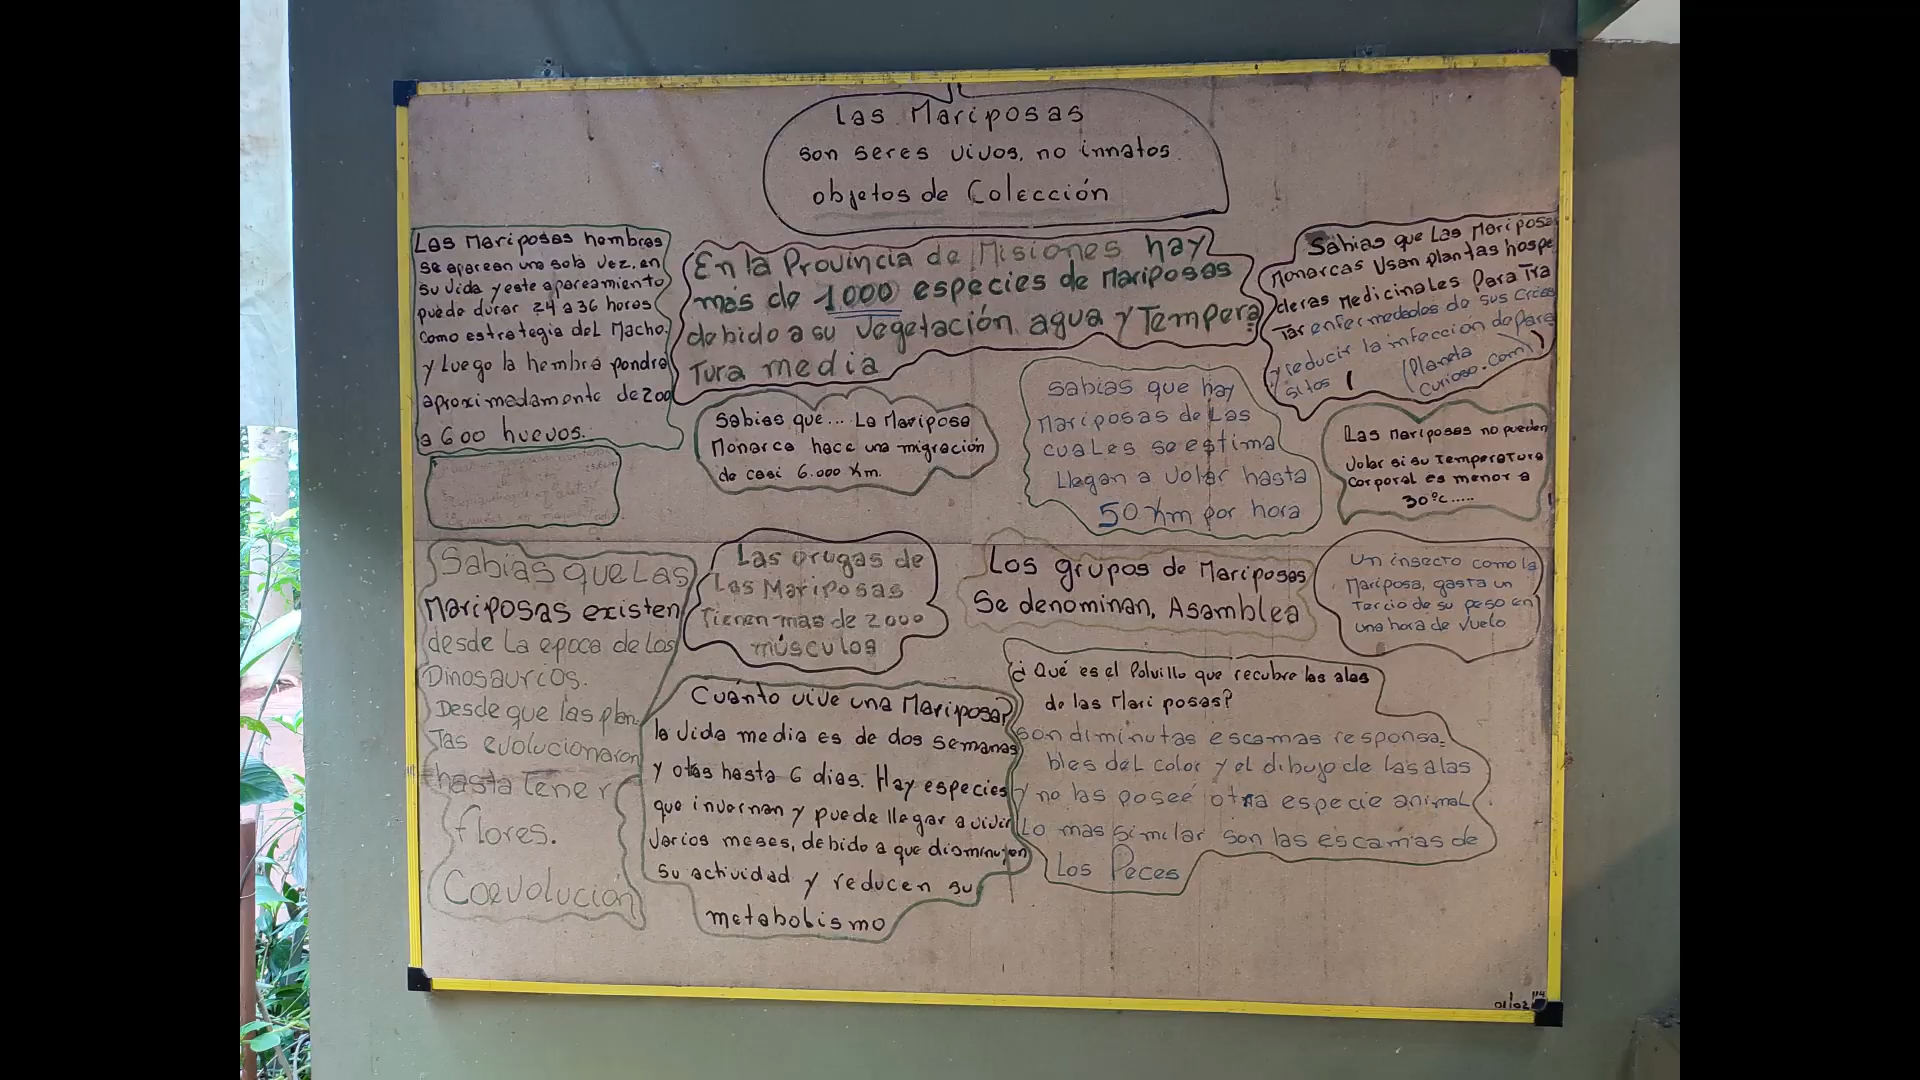 Las Mariposas
son seres vivos, no innatos
objetos de Colección
Las Mariposas hembras
se aparean una sola vez, en
su vida y este apareamiento
puede durar 24 a 36 horas
como estrategia del Macho.
y Luego la hembra pondra
aproximadamente de 200
a 600 huevos.
En la Provincia de Misiones hay
más de 1000 especies de Mariposas
debido a su vegetación agua y Tempera
Tura media
Sabias que Las Mariposa
Monarcas Usan plantas hospe
deras Medicinales Para Tra
Tar enfermedades de sus crias
y reducir la infección de Para
sitos (Planeta
curioso.com)
Sabias que... La Mariposa
Monarca hace una migración
de casi 6.000 Km.
Sabias que hay
Mariposas de Las
cuales se estima
Llegan a volar hasta
50 Km por hora
Las Mariposas no pueden
volar si su Temperatura
Corporal es menor a
30ºc.....
Sabias que Las
Mariposas existen
desde La epoca de los
Dinosaurios.
Desde que las plan-
Tas evolucionaron
hasta Tener
flores.
Coevolución
Las orugas de
Las Mariposas
Tienen mas de 2000
músculos
Los grupos de Mariposas
Se denominan, Asamblea
Un insecto como la
Mariposa, gasta un
Tercio de su peso en
una hora de vuelo
Cuánto vive una Mariposa?
la vida media es de dos semanas
y otras hasta 6 dias. Hay especies
que invernan y puede llegar a vivir
varios meses, debido a que disminuyen
su actividad y reducen su
metabolismo
¿Qué es el Polvillo que recubre las alas
de las Mariposas?
son diminutas escamas responsa-
bles del color y el dibujo de las alas
y no las poseé otra especie animal.
Lo mas similar son las escamas de
Los Peces